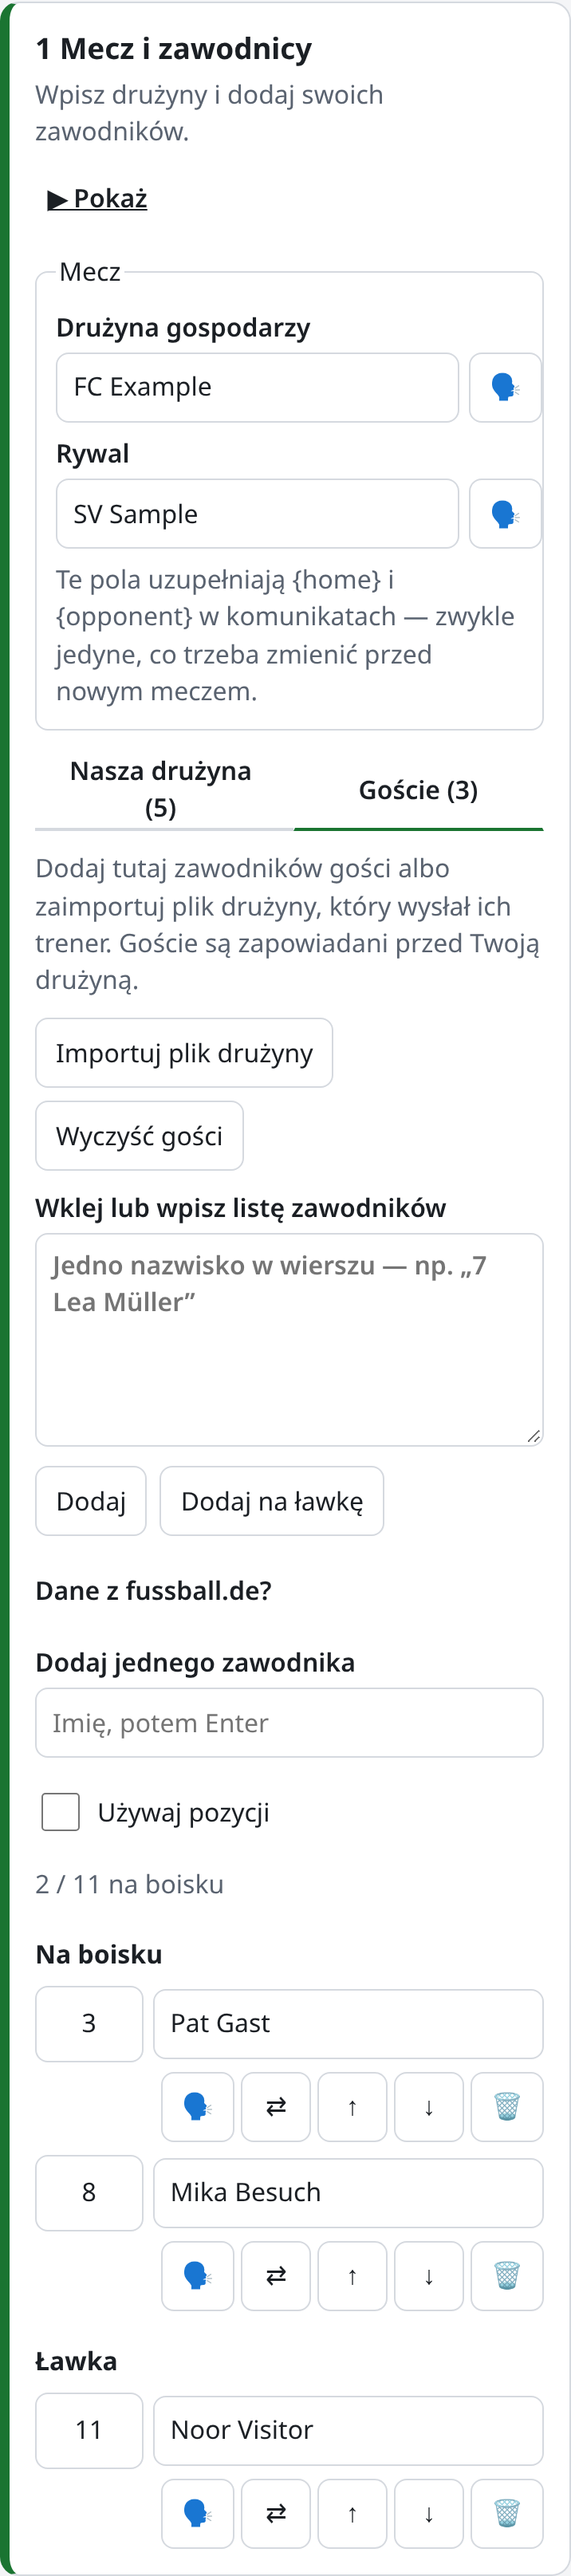 1 Mecz i zawodnicy
Wpisz drużyny i dodaj swoich
zawodników.
▶ Pokaż
Mecz
Drużyna gospodarzy
FC Example
Rywal
SV Sample
Te pola uzupełniają {home} i
{opponent} w komunikatach — zwykle
jedyne, co trzeba zmienić przed
nowym meczem.
Nasza drużyna
(5)
Goście (3)
Dodaj tutaj zawodników gości albo
zaimportuj plik drużyny, który wysłał ich
trener. Goście są zapowiadani przed Twoją
drużyną.
Importuj plik drużyny
Wyczyść gości
Wklej lub wpisz listę zawodników
Jedno nazwisko w wierszu — np. „7
Lea Müller”
Dodaj
Dodaj na ławkę
Dane z fussball.de?
Dodaj jednego zawodnika
Imię, potem Enter
Używaj pozycji
2 / 11 na boisku
Na boisku
3 Pat Gast
⇄ ↑ ↓
8 Mika Besuch
⇄ ↑ ↓
Ławka
11 Noor Visitor
⇄ ↑ ↓